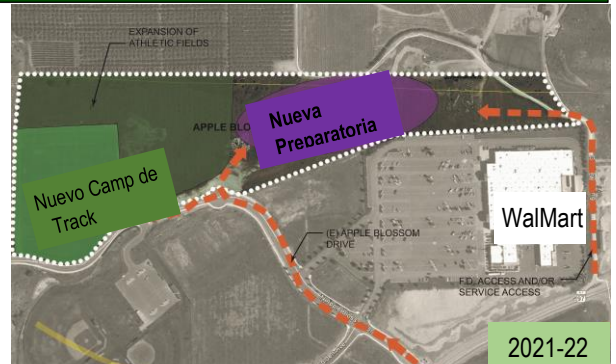 EXPANSION OF
ATHLETIC FIELDS
APPLE BLO
Nueva
Preparatoria
Nuevo Camp de
Track
WalMart
(E) APPLE BLOSSOM
DRIVE
F.D. ACCESS AND/OR
SERVICE ACCESS
2021-22